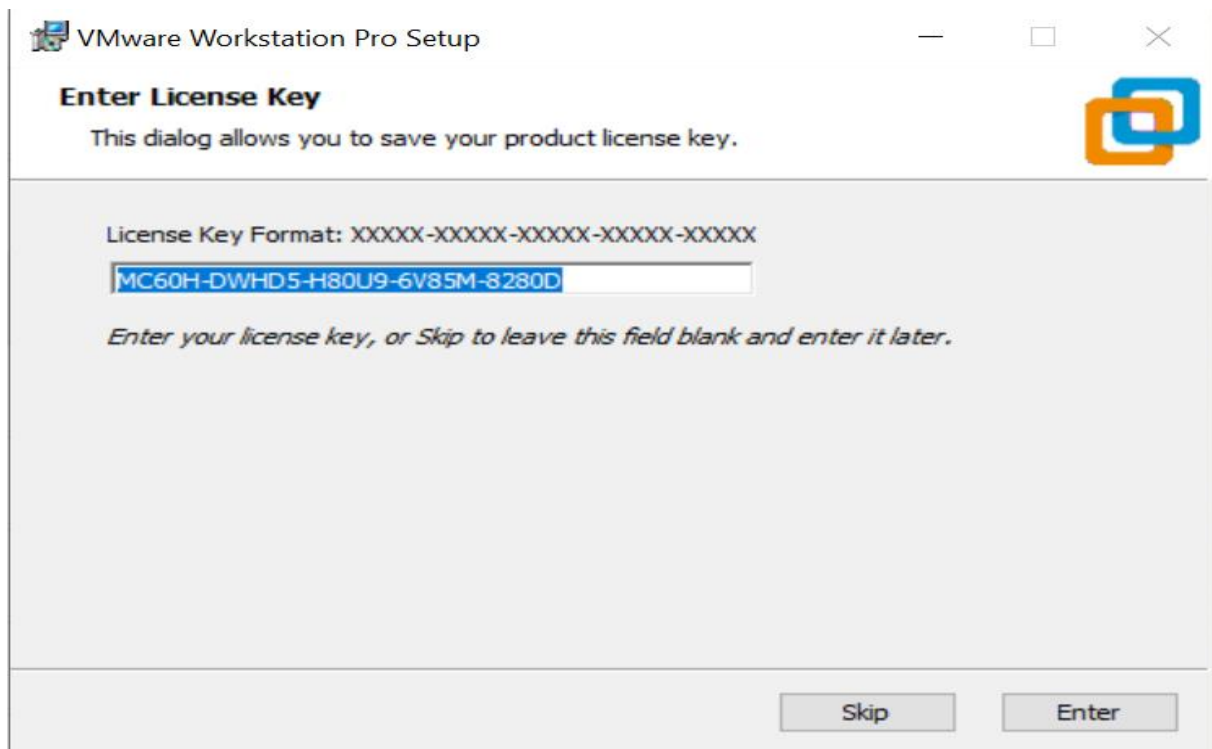 VMware Workstation Pro Setup
Enter License Key
This dialog allows you to save your product license key.
License Key Format: XXXXX-XXXXX-XXXXX-XXXXX-XXXXX
MC60H-DWHD5-H80U9-6V85M-8280D
Enter your license key, or Skip to leave this field blank and enter it later.
Skip Enter